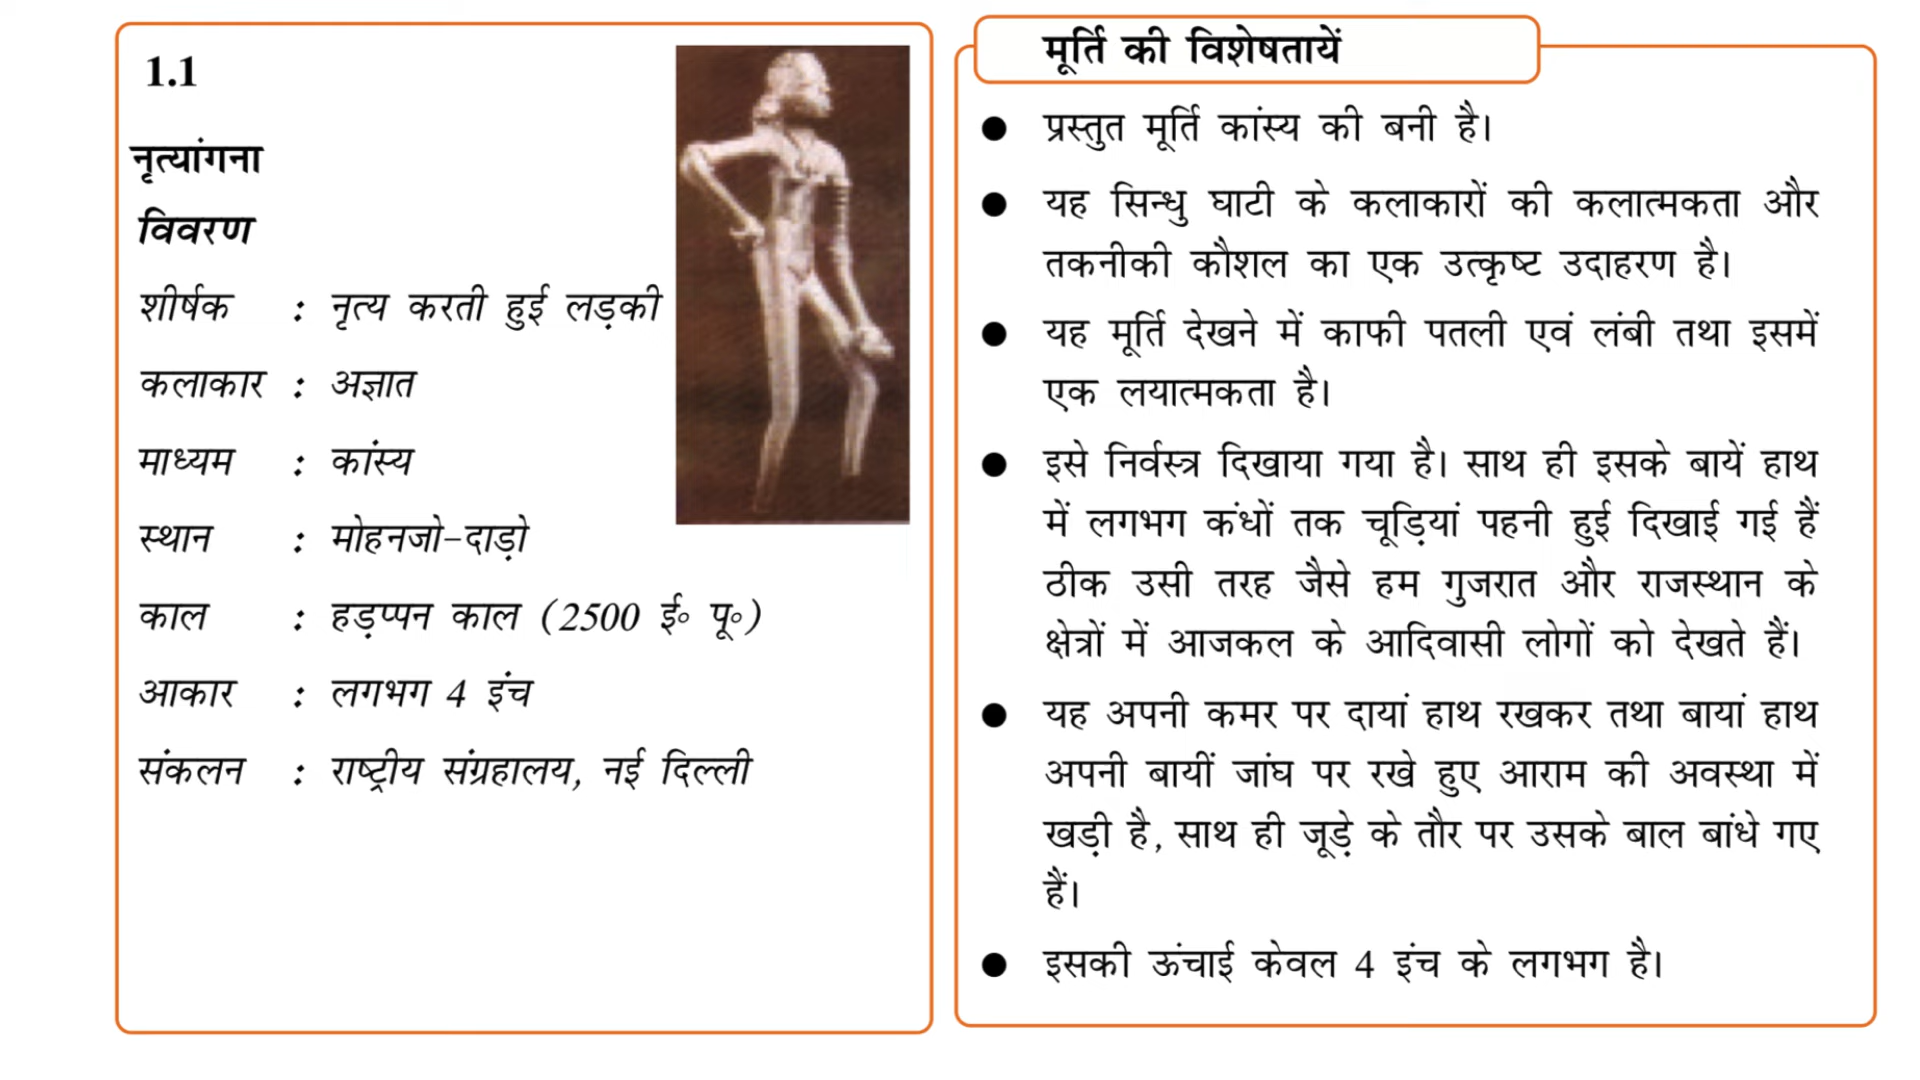 1.1
नृत्यांगना
विवरण
शीर्षक : नृत्य करती हुई लड़की
कलाकार : अज्ञात
माध्यम : कांस्य
स्थान : मोहनजो-दाड़ो
काल : हड़प्पन काल (2500 ई॰ पू॰)
आकार : लगभग 4 इंच
संकलन : राष्ट्रीय संग्रहालय, नई दिल्ली
मूर्ति की विशेषतायें
● प्रस्तुत मूर्ति कांस्य की बनी है।
● यह सिन्धु घाटी के कलाकारों की कलात्मकता और
तकनीकी कौशल का एक उत्कृष्ट उदाहरण है।
● यह मूर्ति देखने में काफी पतली एवं लंबी तथा इसमें
एक लयात्मकता है।
● इसे निर्वस्त्र दिखाया गया है। साथ ही इसके बायें हाथ
में लगभग कंधों तक चूड़ियां पहनी हुई दिखाई गई हैं
ठीक उसी तरह जैसे हम गुजरात और राजस्थान के
क्षेत्रों में आजकल के आदिवासी लोगों को देखते हैं।
● यह अपनी कमर पर दायां हाथ रखकर तथा बायां हाथ
अपनी बायीं जांघ पर रखे हुए आराम की अवस्था में
खड़ी है, साथ ही जूड़े के तौर पर उसके बाल बांधे गए
हैं।
● इसकी ऊंचाई केवल 4 इंच के लगभग है।